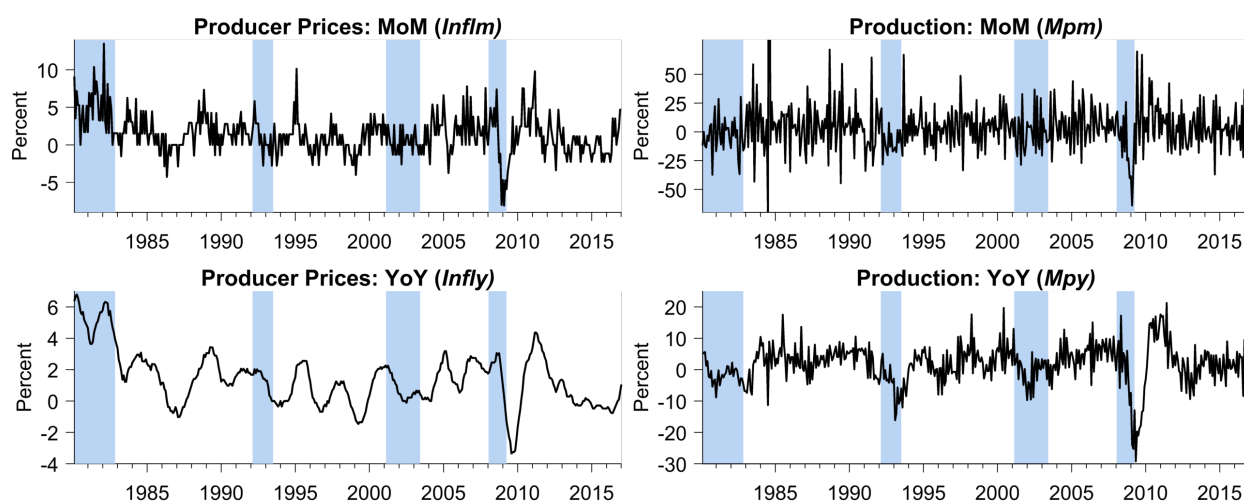 Producer Prices: MoM (Inflm)
Percent
10
5
0
-5
1985 1990 1995 2000 2005 2010 2015
Production: MoM (Mpm)
50
25
0
-25
-50
1985 1990 1995 2000 2005 2010 2015
Producer Prices: YoY (Infly)
Percent
6
4
2
0
-2
-4
1985 1990 1995 2000 2005 2010 2015
Production: YoY (Mpy)
Percent
20
10
0
-10
-20
-30
1985 1990 1995 2000 2005 2010 2015
Percent